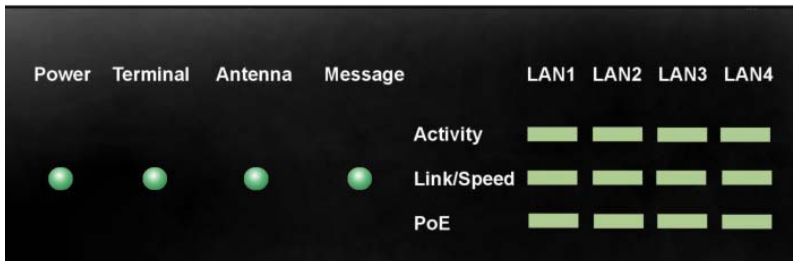 Power Terminal Antenna Message LAN1 LAN2 LAN3 LAN4
Activity
Link/Speed
PoE